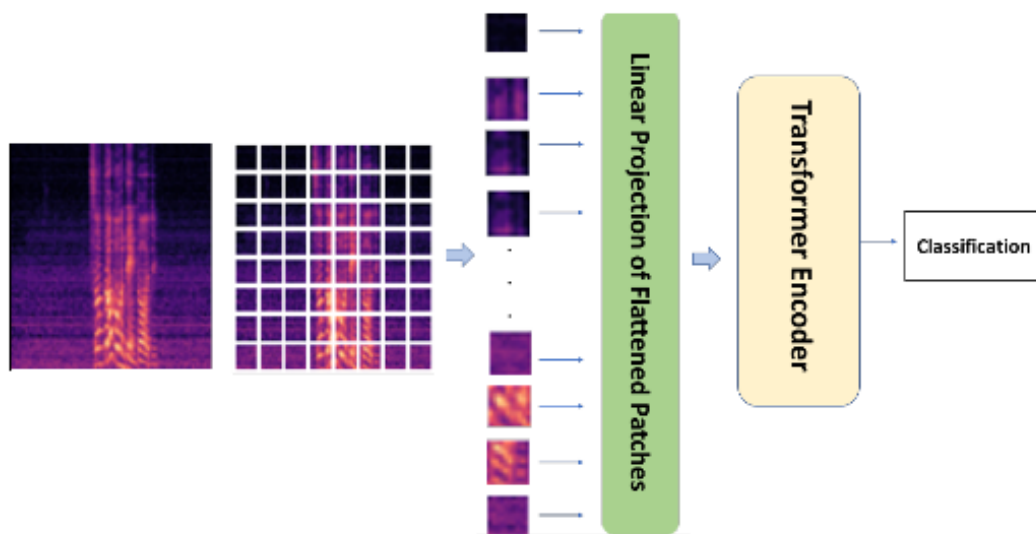 Linear Projection of Flattened Patches
Transformer Encoder
Classification